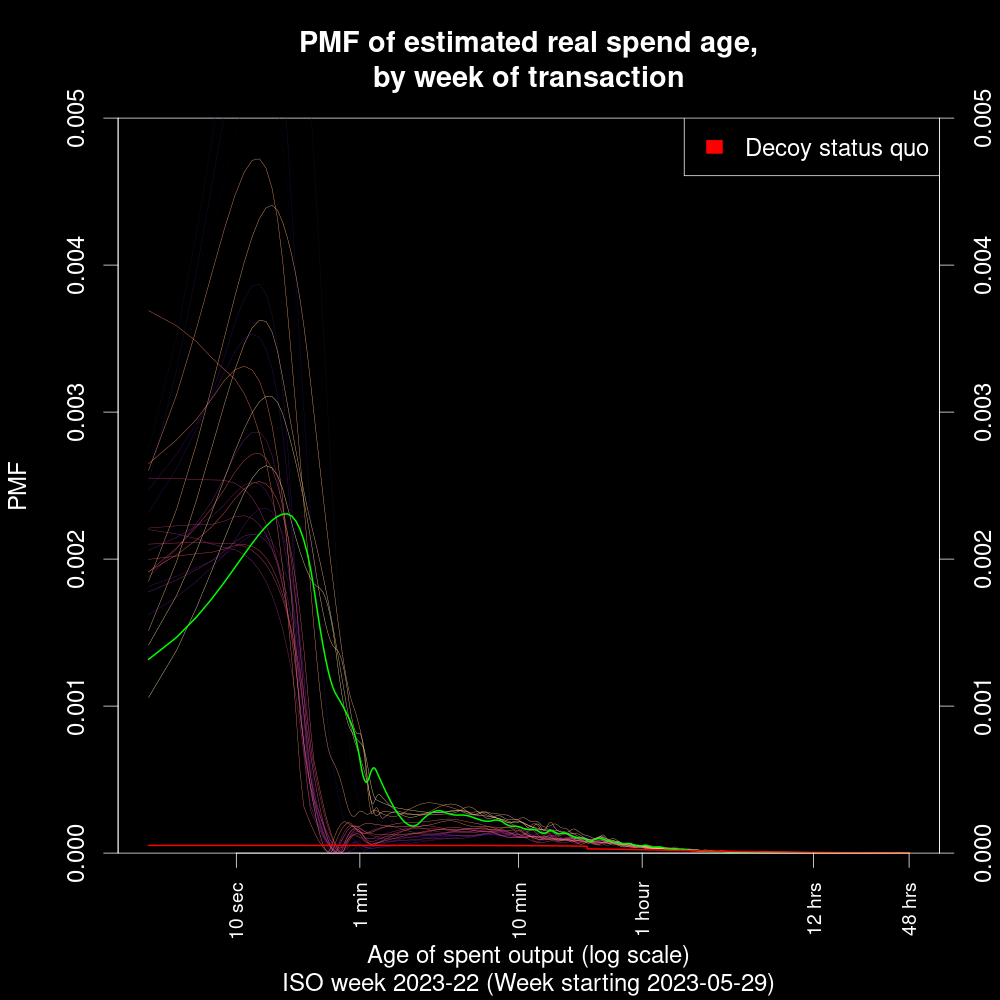 PMF of estimated real spend age,
by week of transaction
Decoy status quo
PMF
0.005
0.004
0.003
0.002
0.001
0.000
0.005
0.004
0.003
0.002
0.001
0.000
10 sec
1 min
10 min
1 hour
12 hrs
48 hrs
Age of spent output (log scale)
ISO week 2023-22 (Week starting 2023-05-29)